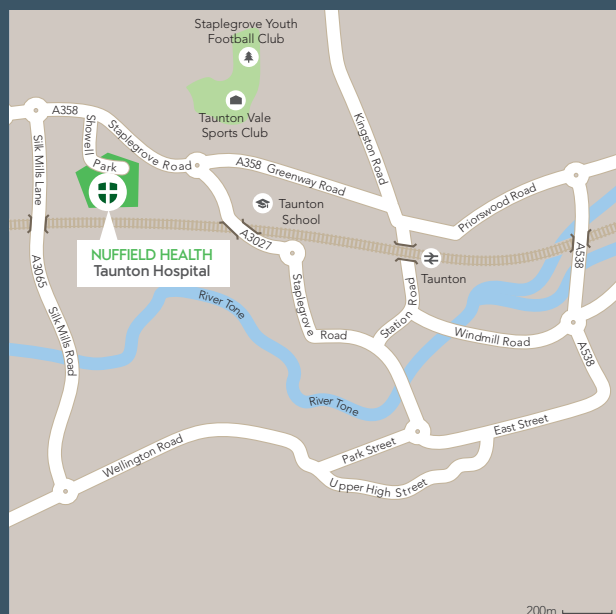 Staplegrove Youth
Football Club
Taunton Vale
Sports Club
A358
Showell
Park
Staplegrove Road
A358 Greenway Road
Kingston Road
Priorswood Road
Silk Mills Lane
Taunton
School
A3027
NUFFIELD HEALTH
Taunton Hospital
Taunton
A538
A3065
Silk Mills Road
River Tone
Staplegrove Road
Station Road
Windmill Road
A538
River Tone
East Street
Park Street
Wellington Road
Upper High Street
200m